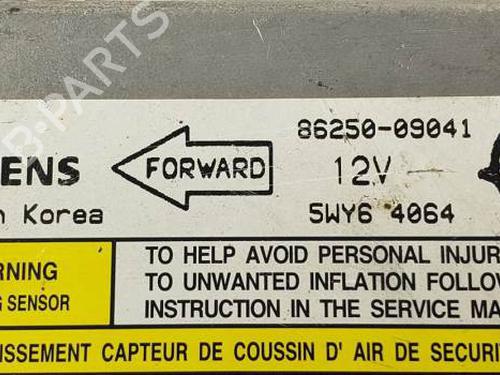 B-PARTS
86250-09041
ENS FORWARD 12V
n Korea 5WY6 4064
RNING TO HELP AVOID PERSONAL INJUR
G SENSOR TO UNWANTED INFLATION FOLLOW
INSTRUCTION IN THE SERVICE MA
ISSEMENT CAPTEUR DE COUSSIN D' AIR DE SECURI